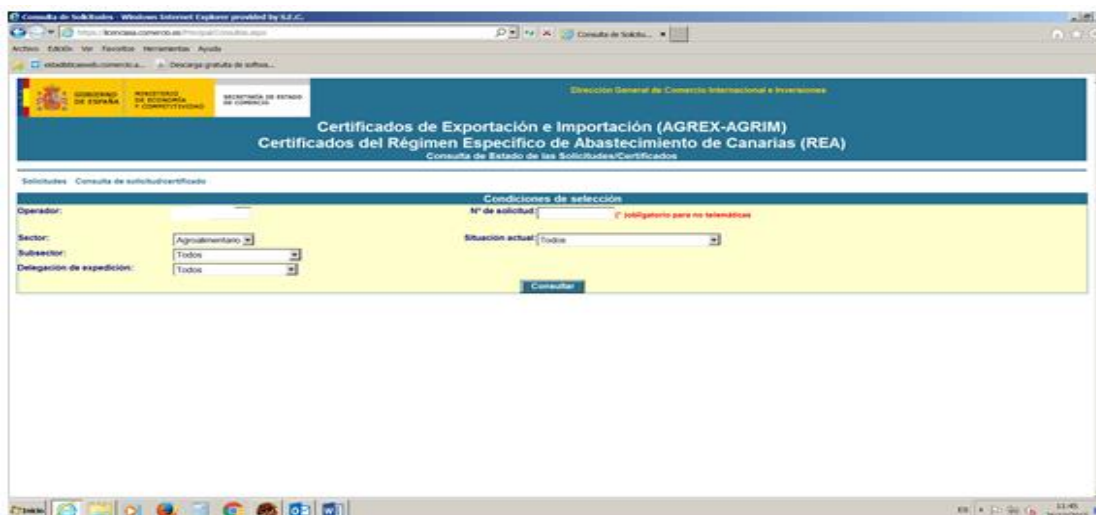 Consulta de Solicitudes - Windows Internet Explorer provided by S.E.C.
Consulta de Solicitu...
Archivo Edición Ver Favoritos Herramientas Ayuda
Descarga gratuita de softwa...
GOBIERNO DE ESPAÑA
MINISTERIO DE ECONOMÍA Y COMPETITIVIDAD
SECRETARÍA DE ESTADO DE COMERCIO
Dirección General de Comercio Internacional e Inversiones
Certificados de Exportación e Importación (AGREX-AGRIM)
Certificados del Régimen Específico de Abastecimiento de Canarias (REA)
Consulta de Estado de las Solicitudes/Certificados
Solicitudes Consulta de solicitud/certificado
Condiciones de selección
Operador: Nº de solicitud: (* )obligatorio para no telemáticas
Sector: Agroalimentario Situación actual: Todos
Subsector: Todos
Delegación de expedición: Todos
Consultar
Inicio ES 11:45